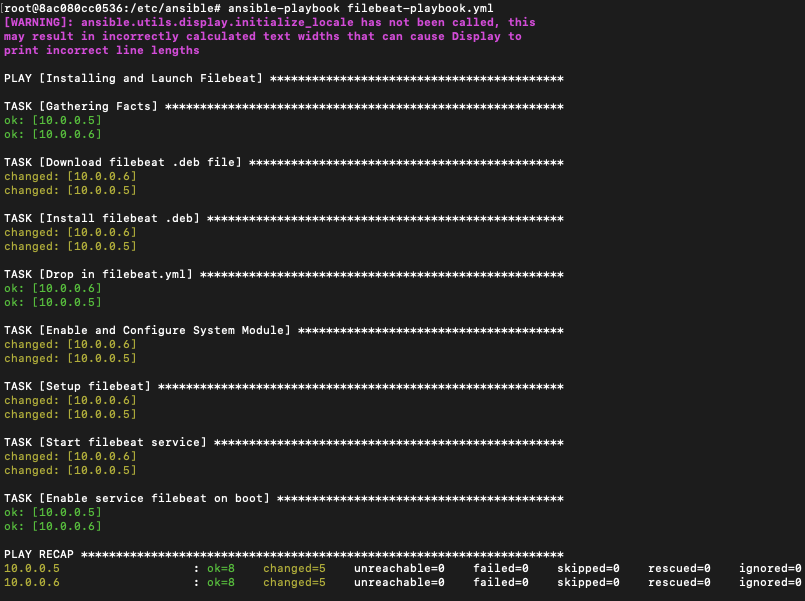 [root@8ac080cc0536:/etc/ansible# ansible-playbook filebeat-playbook.yml
[WARNING]: ansible.utils.display.initialize_locale has not been called, this
may result in incorrectly calculated text widths that can cause Display to
print incorrect line lengths
PLAY [Installing and Launch Filebeat] ******************************************
TASK [Gathering Facts] *********************************************************
ok: [10.0.0.5]
ok: [10.0.0.6]
TASK [Download filebeat .deb file] *********************************************
changed: [10.0.0.6]
changed: [10.0.0.5]
TASK [Install filebeat .deb] ***************************************************
changed: [10.0.0.6]
changed: [10.0.0.5]
TASK [Drop in filebeat.yml] ****************************************************
ok: [10.0.0.6]
ok: [10.0.0.5]
TASK [Enable and Configure System Module] **************************************
changed: [10.0.0.6]
changed: [10.0.0.5]
TASK [Setup filebeat] **********************************************************
changed: [10.0.0.6]
changed: [10.0.0.5]
TASK [Start filebeat service] **************************************************
changed: [10.0.0.6]
changed: [10.0.0.5]
TASK [Enable service filebeat on boot] *****************************************
ok: [10.0.0.5]
ok: [10.0.0.6]
PLAY RECAP *********************************************************************
10.0.0.5 : ok=8 changed=5 unreachable=0 failed=0 skipped=0 rescued=0 ignored=0
10.0.0.6 : ok=8 changed=5 unreachable=0 failed=0 skipped=0 rescued=0 ignored=0